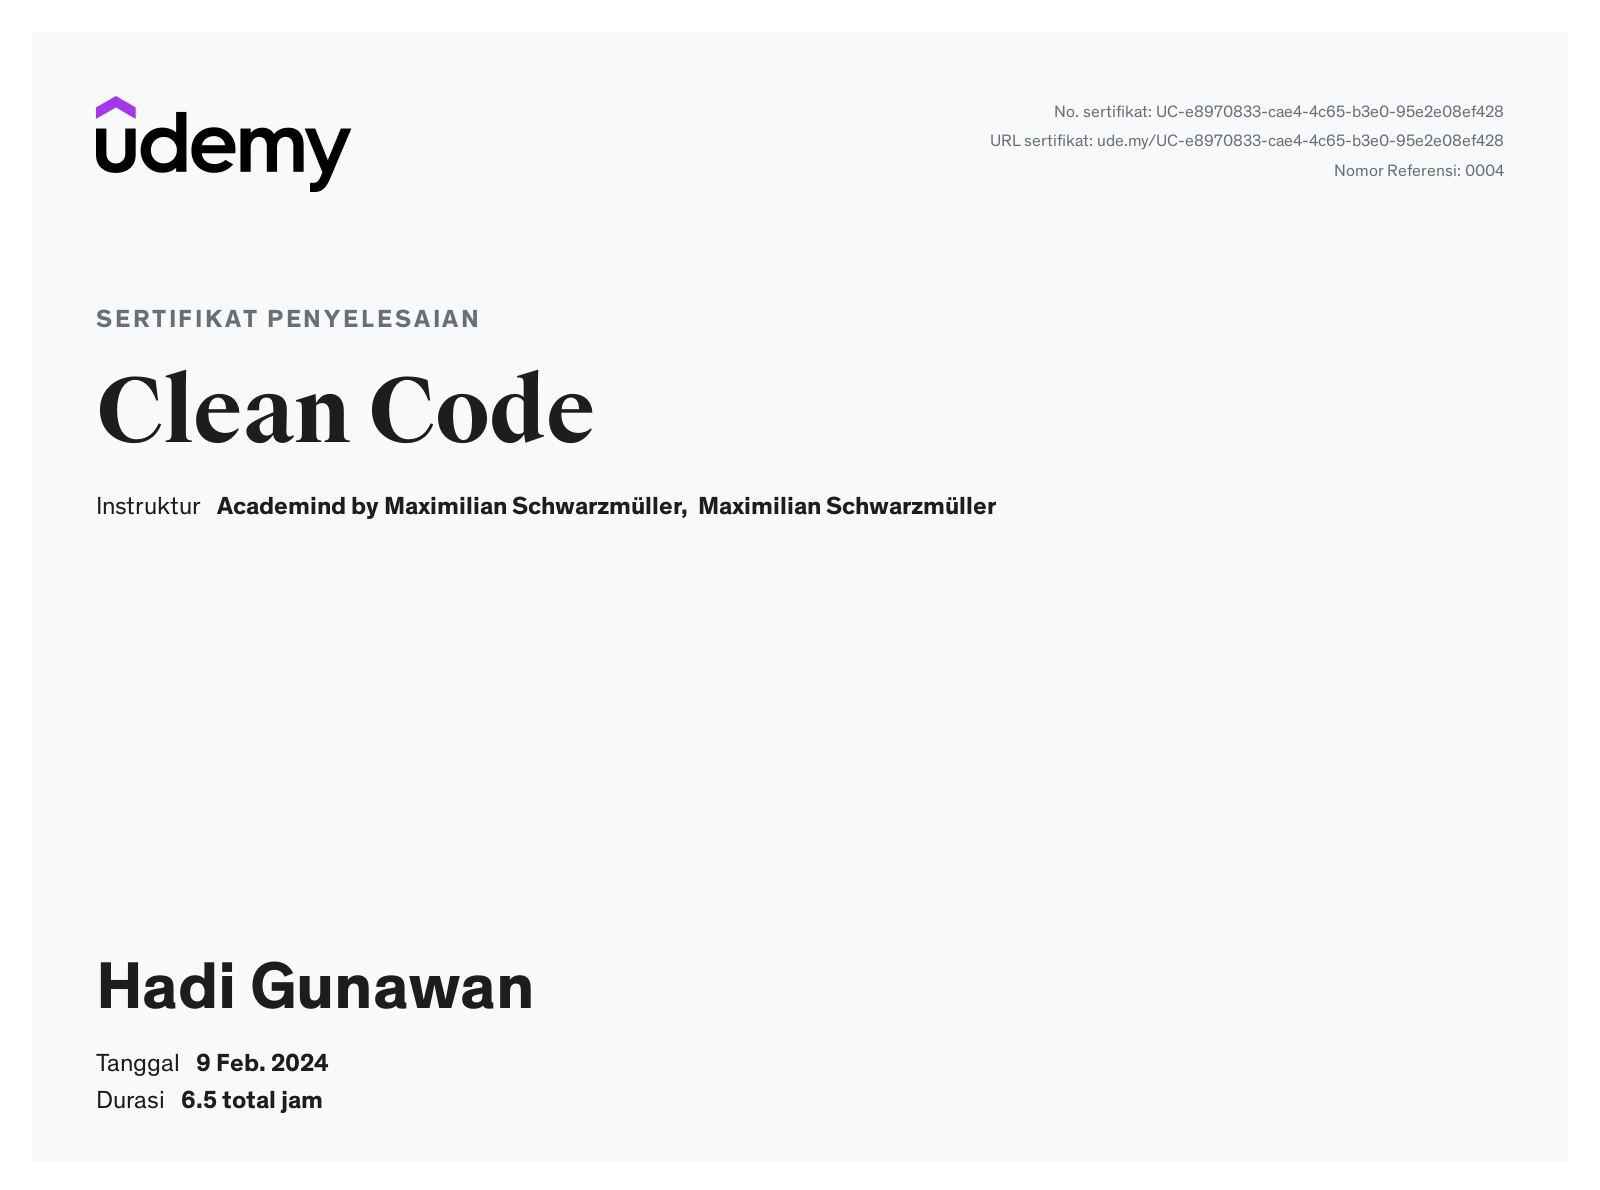 udemy
No. sertifikat: UC-e8970833-cae4-4c65-b3e0-95e2e08ef428
URL sertifikat: ude.my/UC-e8970833-cae4-4c65-b3e0-95e2e08ef428
Nomor Referensi: 0004
SERTIFIKAT PENYELESAIAN
Clean Code
Instruktur Academind by Maximilian Schwarzmüller, Maximilian Schwarzmüller
Hadi Gunawan
Tanggal 9 Feb. 2024
Durasi 6.5 total jam